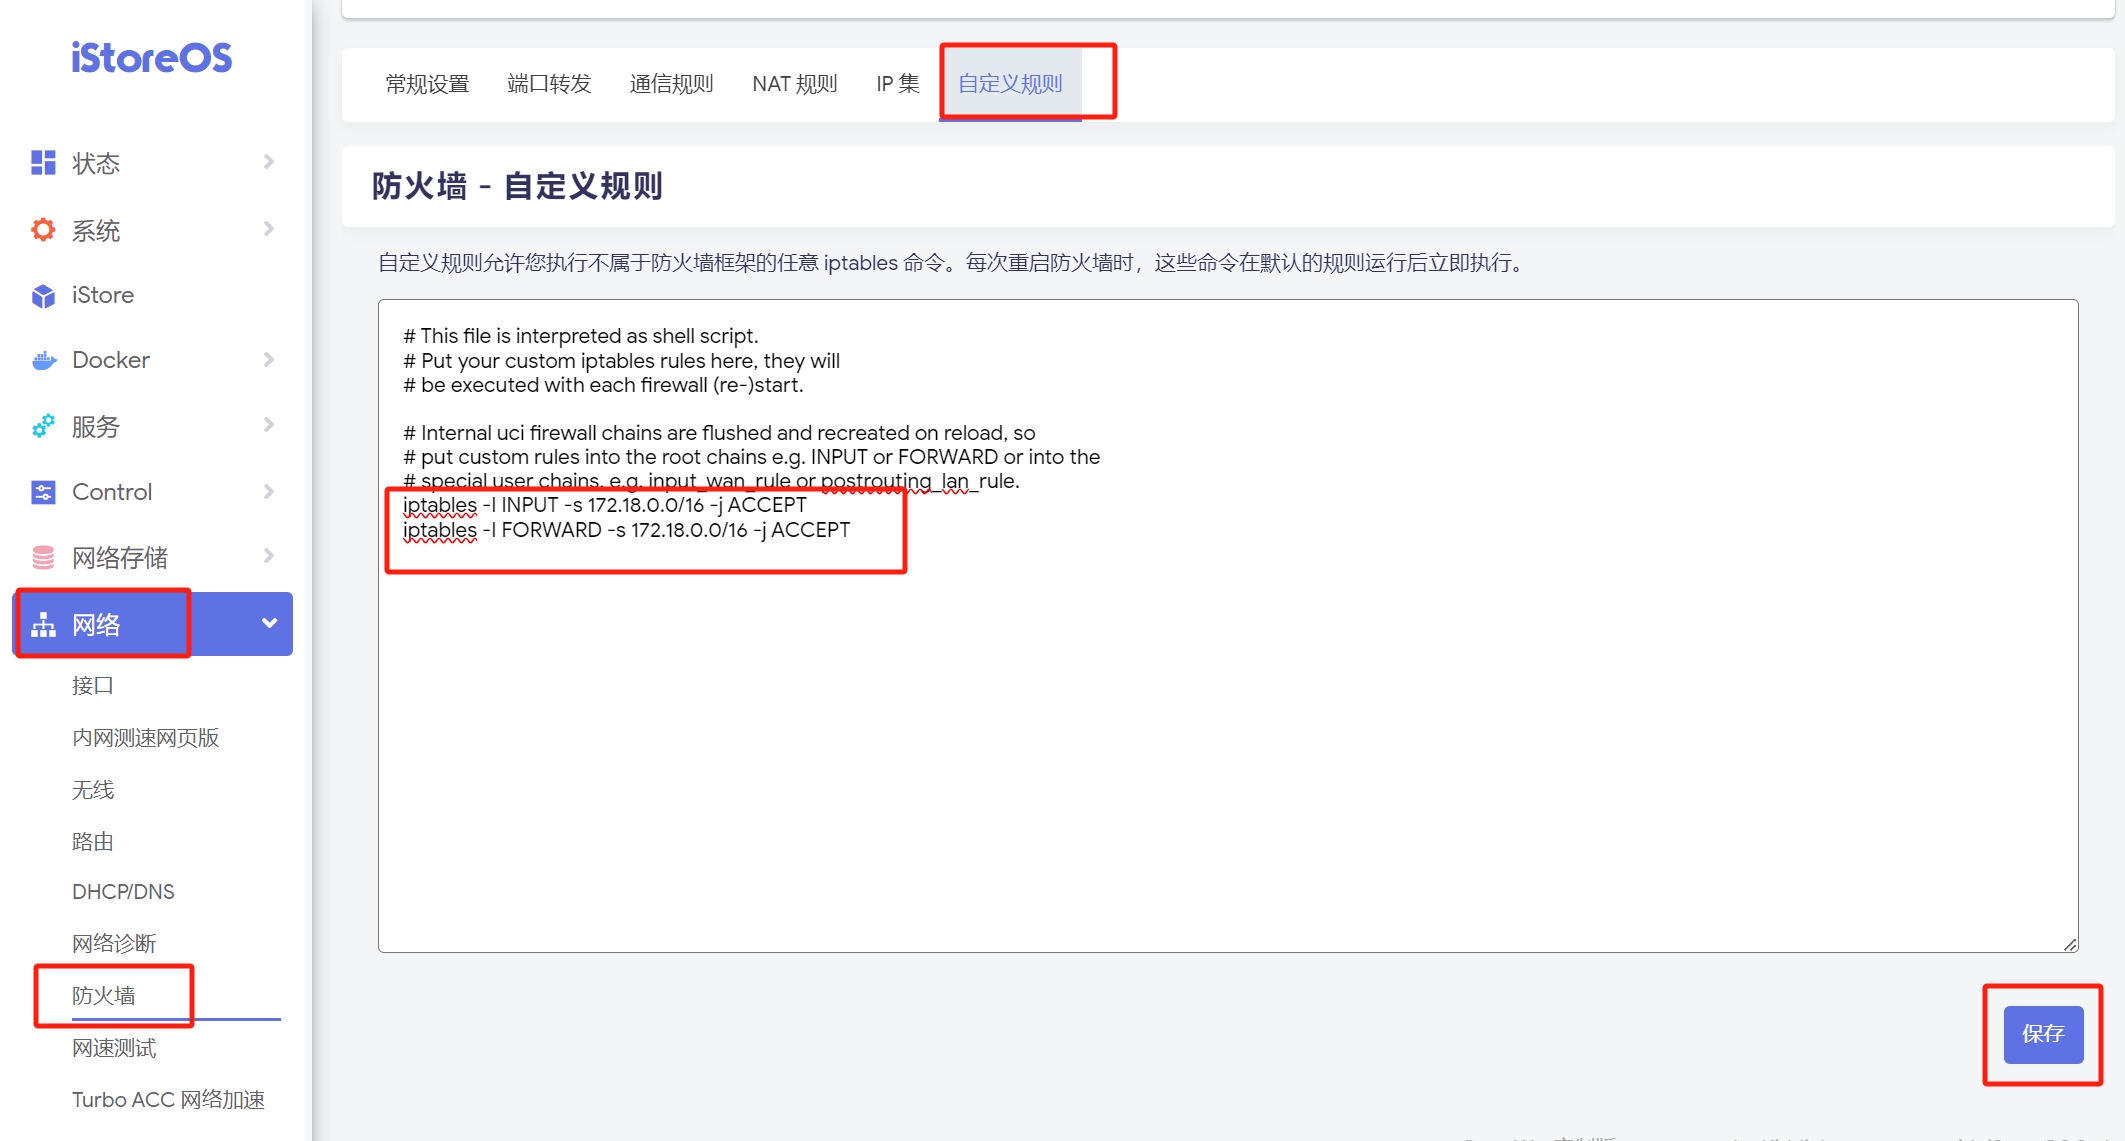 iStoreOS
状态
系统
iStore
Docker
服务
Control
网络存储
网络
接口
内网测速网页版
无线
路由
DHCP/DNS
网络诊断
防火墙
网速测试
Turbo ACC 网络加速
常规设置 端口转发 通信规则 NAT 规则 IP 集 自定义规则
防火墙 - 自定义规则
自定义规则允许您执行不属于防火墙框架的任意 iptables 命令。每次重启防火墙时，这些命令在默认的规则运行后立即执行。
# This file is interpreted as shell script.
# Put your custom iptables rules here, they will
# be executed with each firewall (re-)start.
# Internal uci firewall chains are flushed and recreated on reload, so
# put custom rules into the root chains e.g. INPUT or FORWARD or into the
# special user chains, e.g. input_wan_rule or postrouting_lan_rule.
iptables -I INPUT -s 172.18.0.0/16 -j ACCEPT
iptables -I FORWARD -s 172.18.0.0/16 -j ACCEPT
保存